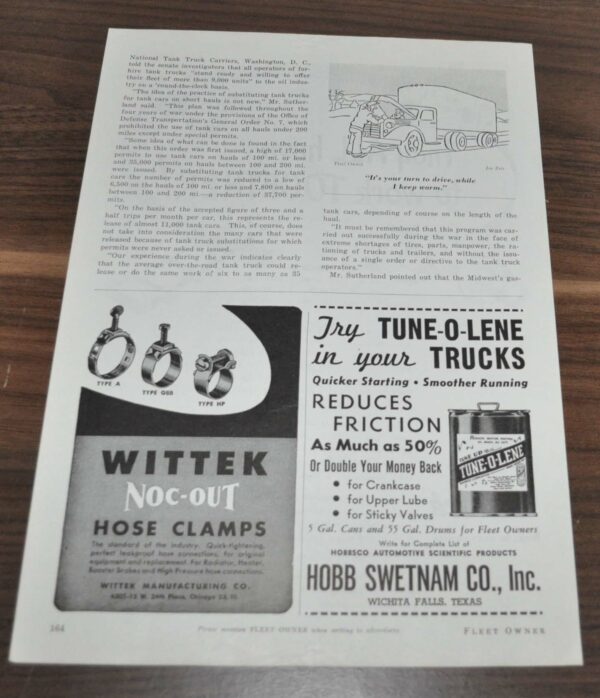 National Tank Truck Carriers, Washington, D. C.,
told the senate investigators that all operators of for-
hire tank trucks "stand ready and willing to offer
their fleet of more than 9,000 units" to the oil indus-
try on a 'round-the-clock basis.
"The idea of the practice of substituting tank trucks
for tank cars on short hauls is not new," Mr. Suther-
land said. "This plan was followed throughout the
four years of war under the provisions of the Office of
Defense Transportation's General Order No. 7, which
prohibited the use of tank cars on all hauls under 200
miles except under special permits.
"Some idea of what can be done is found in the fact
that when this order was first issued, a high of 17,000
permits to use tank cars on hauls of 100 mi. or less
and 35,000 permits on hauls between 100 and 200 mi.
were issued. By substituting tank trucks for tank
cars the number of permits was reduced to a low of
6,500 on the hauls of 100 mi. or less and 7,800 on hauls
between 100 and 200 mi.—a reduction of 37,700 per-
mits.
"On the basis of the accepted figure of three and a
half trips per month per car, this represents the re-
lease of almost 11,000 tank cars. This, of course, does
not take into consideration the many cars that were
released because of tank truck substitutions for which
permits were never asked or issued.
"Our experience during the war indicates clearly
that the average over-the-road tank truck could re-
lease or do the same work of six to as many as 35
Fleet Owner
"It's your turn to drive, while
I keep warm."
tank cars, depending of course on the length of the
haul.
"It must be remembered that this program was car-
ried out successfully during the war in the face of
extreme shortages of tires, parts, manpower, the ra-
tioning of trucks and trailers, and without the issu-
ance of a single order or directive to the tank truck
operators."
Mr. Sutherland pointed out that the Midwest's gas-
TYPE A
TYPE GBB
TYPE HP
WITTEK
NOC-OUT
HOSE CLAMPS
The standard of the industry. Quick-tightening,
perfect leakproof hose connections, for original
equipment and replacement. For Radiator, Heater,
Booster Brakes and High Pressure hose connections.
WITTEK MANUFACTURING CO.
4305-15 W. 24th Place, Chicago 23, Ill.
Try TUNE-O-LENE
in your TRUCKS
Quicker Starting • Smoother Running
REDUCES
FRICTION
As Much as 50%
Or Double Your Money Back
• for Crankcase
• for Upper Lube
• for Sticky Valves
TUNE UP
TUNE-O-LENE
5 Gal. Cans and 55 Gal. Drums for Fleet Owners
Write for Complete List of
HOBBSCO AUTOMOTIVE SCIENTIFIC PRODUCTS
HOBB SWETNAM CO., Inc.
WICHITA FALLS, TEXAS
164
Please mention FLEET OWNER when writing to advertisers
FLEET OWNER